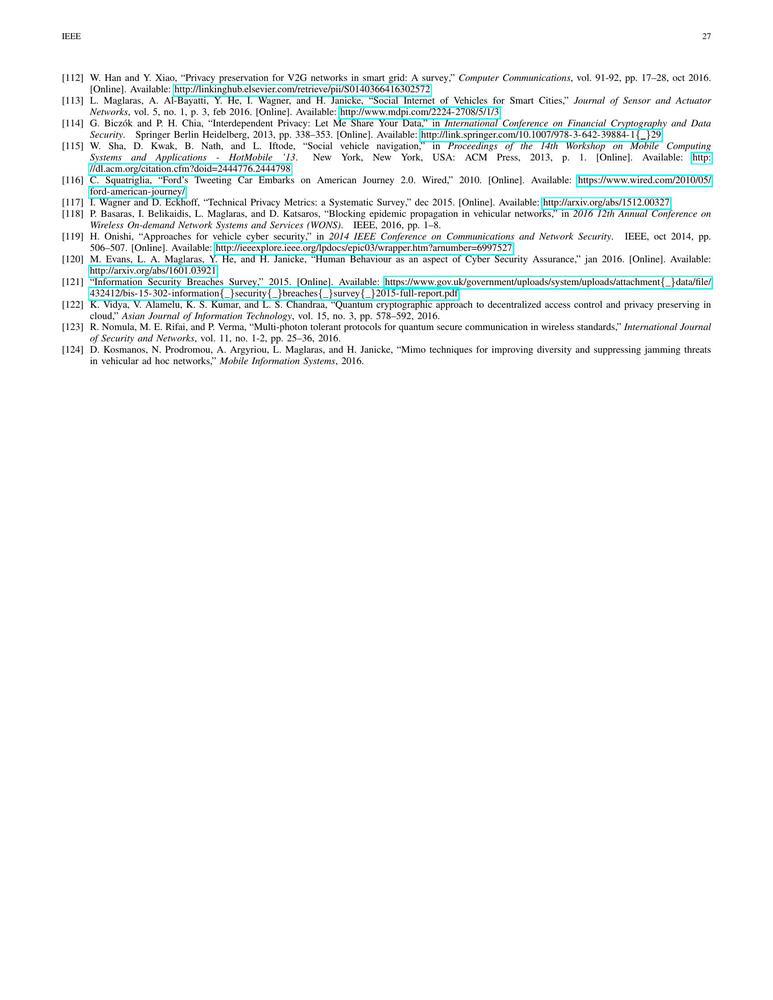 IEEE 27
[112] W. Han and Y. Xiao, “Privacy preservation for V2G networks in smart grid: A survey,” Computer Communications, vol. 91-92, pp. 17–28, oct 2016.
[Online]. Available: http://linkinghub.elsevier.com/retrieve/pii/S0140366416302572
[113] L. Maglaras, A. Al-Bayatti, Y. He, I. Wagner, and H. Janicke, “Social Internet of Vehicles for Smart Cities,” Journal of Sensor and Actuator
Networks, vol. 5, no. 1, p. 3, feb 2016. [Online]. Available: http://www.mdpi.com/2224-2708/5/1/3
[114] G. Biczók and P. H. Chia, “Interdependent Privacy: Let Me Share Your Data,” in International Conference on Financial Cryptography and Data
Security. Springer Berlin Heidelberg, 2013, pp. 338–353. [Online]. Available: http://link.springer.com/10.1007/978-3-642-39884-1{_}29
[115] W. Sha, D. Kwak, B. Nath, and L. Iftode, “Social vehicle navigation,” in Proceedings of the 14th Workshop on Mobile Computing
Systems and Applications - HotMobile ’13. New York, New York, USA: ACM Press, 2013, p. 1. [Online]. Available: http:
//dl.acm.org/citation.cfm?doid=2444776.2444798
[116] C. Squatriglia, “Ford’s Tweeting Car Embarks on American Journey 2.0. Wired,” 2010. [Online]. Available: https://www.wired.com/2010/05/
ford-american-journey/
[117] I. Wagner and D. Eckhoff, “Technical Privacy Metrics: a Systematic Survey,” dec 2015. [Online]. Available: http://arxiv.org/abs/1512.00327
[118] P. Basaras, I. Belikaidis, L. Maglaras, and D. Katsaros, “Blocking epidemic propagation in vehicular networks,” in 2016 12th Annual Conference on
Wireless On-demand Network Systems and Services (WONS). IEEE, 2016, pp. 1–8.
[119] H. Onishi, “Approaches for vehicle cyber security,” in 2014 IEEE Conference on Communications and Network Security. IEEE, oct 2014, pp.
506–507. [Online]. Available: http://ieeexplore.ieee.org/lpdocs/epic03/wrapper.htm?arnumber=6997527
[120] M. Evans, L. A. Maglaras, Y. He, and H. Janicke, “Human Behaviour as an aspect of Cyber Security Assurance,” jan 2016. [Online]. Available:
http://arxiv.org/abs/1601.03921
[121] “Information Security Breaches Survey,” 2015. [Online]. Available: https://www.gov.uk/government/uploads/system/uploads/attachment{_}data/file/
432412/bis-15-302-information{_}security{_}breaches{_}survey{_}2015-full-report.pdf
[122] K. Vidya, V. Alamelu, K. S. Kumar, and L. S. Chandraa, “Quantum cryptographic approach to decentralized access control and privacy preserving in
cloud,” Asian Journal of Information Technology, vol. 15, no. 3, pp. 578–592, 2016.
[123] R. Nomula, M. E. Rifai, and P. Verma, “Multi-photon tolerant protocols for quantum secure communication in wireless standards,” International Journal
of Security and Networks, vol. 11, no. 1-2, pp. 25–36, 2016.
[124] D. Kosmanos, N. Prodromou, A. Argyriou, L. Maglaras, and H. Janicke, “Mimo techniques for improving diversity and suppressing jamming threats
in vehicular ad hoc networks,” Mobile Information Systems, 2016.